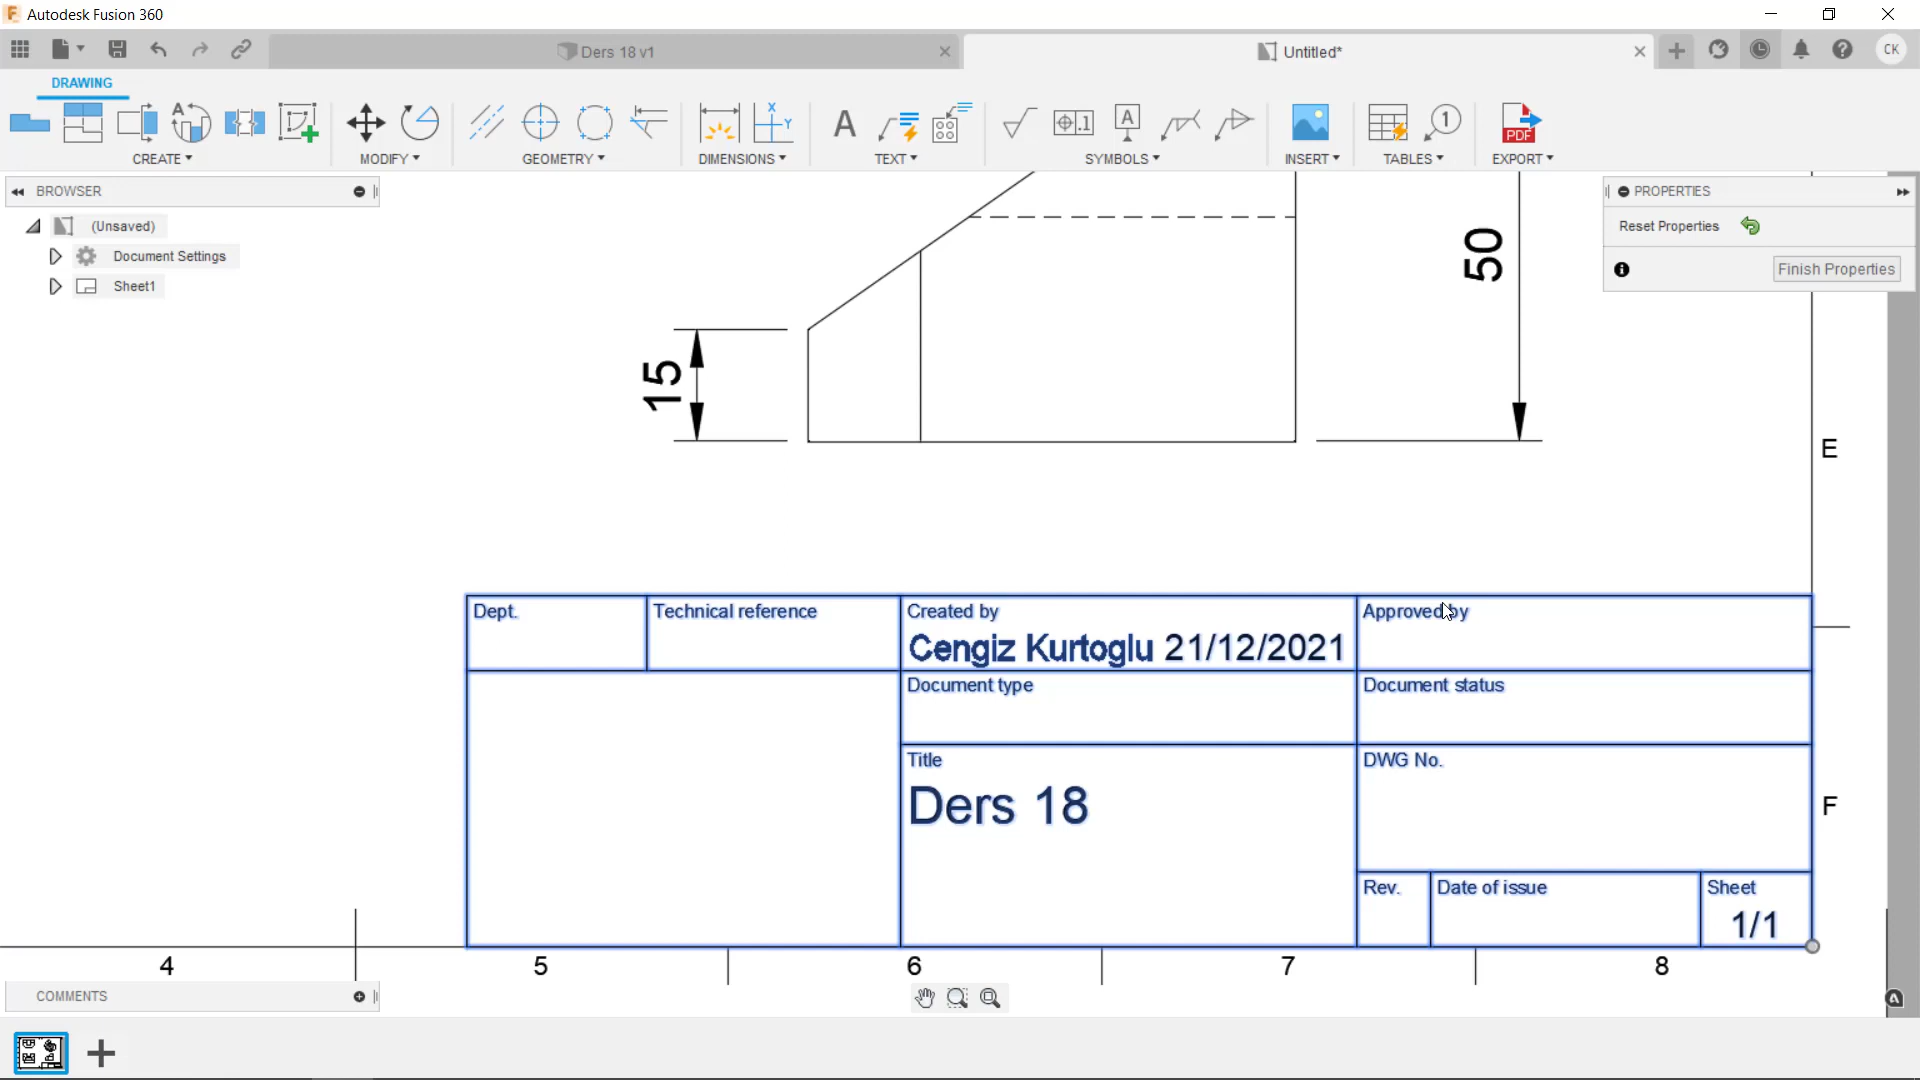 Autodesk Fusion 360
Ders 18 v1
Untitled*
CK
DRAWING
CREATE
MODIFY
GEOMETRY
DIMENSIONS
TEXT
SYMBOLS
INSERT
TABLES
EXPORT
BROWSER
(Unsaved)
Document Settings
Sheet1
PROPERTIES
Reset Properties
Finish Properties
50
15
E
F
Dept.
Technical reference
Created by
Cengiz Kurtoglu 21/12/2021
Approved by
Document type
Document status
Title
Ders 18
DWG No.
Rev.
Date of issue
Sheet
1/1
4
5
6
7
8
COMMENTS